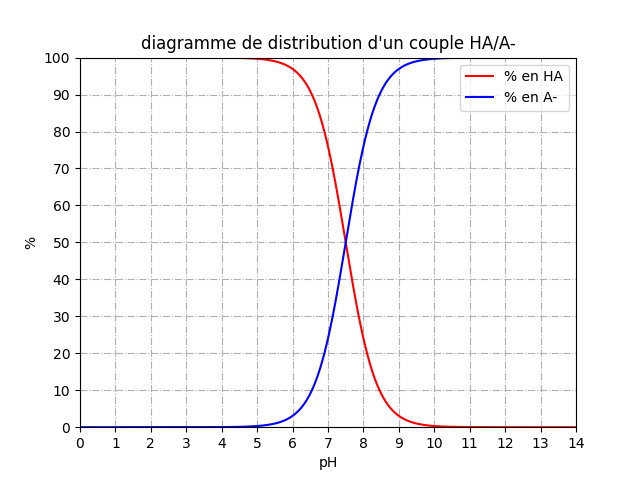 diagramme de distribution d'un couple HA/A-
% en HA
% en A-
100
90
80
70
60
50
40
30
20
10
0
%
0 1 2 3 4 5 6 7 8 9 10 11 12 13 14
pH